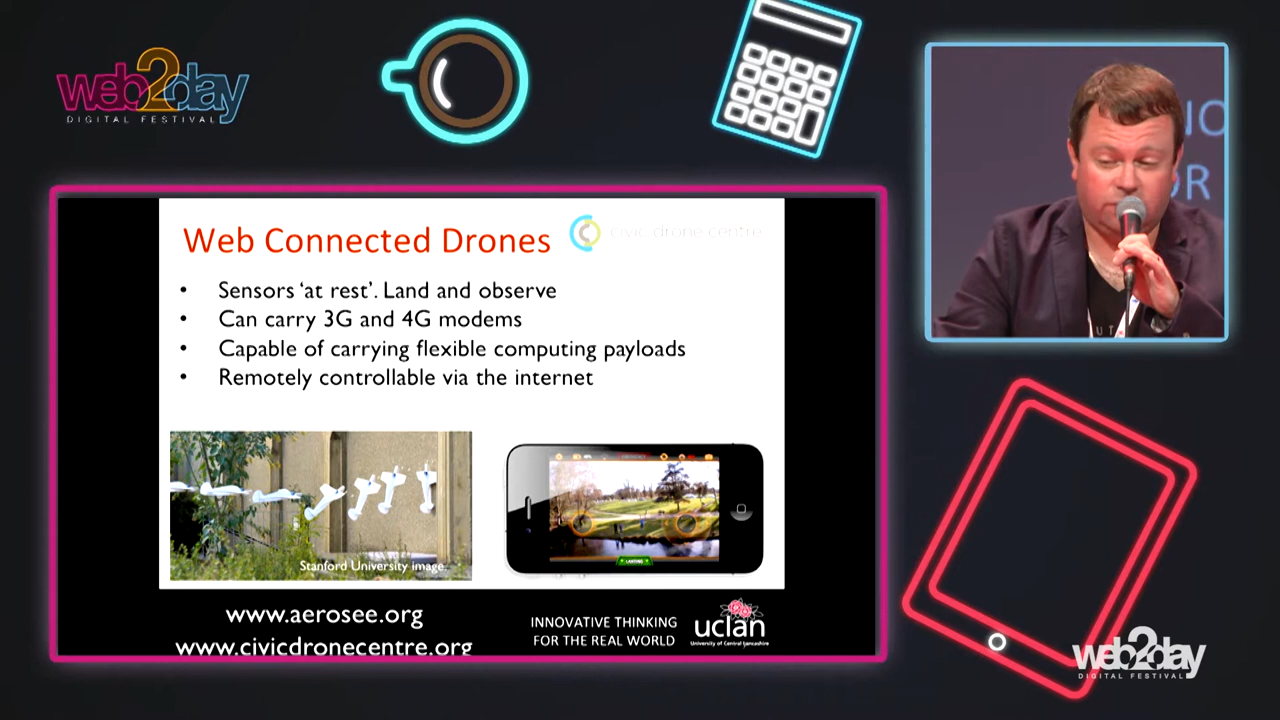 web2day
DIGITAL FESTIVAL
Web Connected Drones
civic drone centre
• Sensors ‘at rest’. Land and observe
• Can carry 3G and 4G modems
• Capable of carrying flexible computing payloads
• Remotely controllable via the internet
Stanford University image.
LANDING
www.aerosee.org
www.civicdronecentre.org
INNOVATIVE THINKING
FOR THE REAL WORLD
uclan
University of Central Lancashire
web2day
DIGITAL FESTIVAL